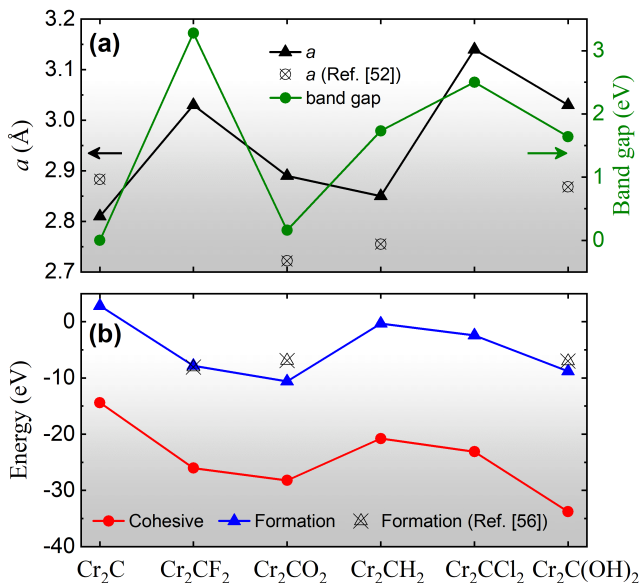 (a)
a
a (Ref. [52])
band gap
3.2
3.1
3.0
2.9
2.8
2.7
a (Å)
3
2
1
0
Band gap (eV)
(b)
0
-10
-20
-30
-40
Energy (eV)
Cohesive Formation Formation (Ref. [56])
Cr₂C Cr₂CF₂ Cr₂CO₂ Cr₂CH₂ Cr₂CCl₂ Cr₂C(OH)₂